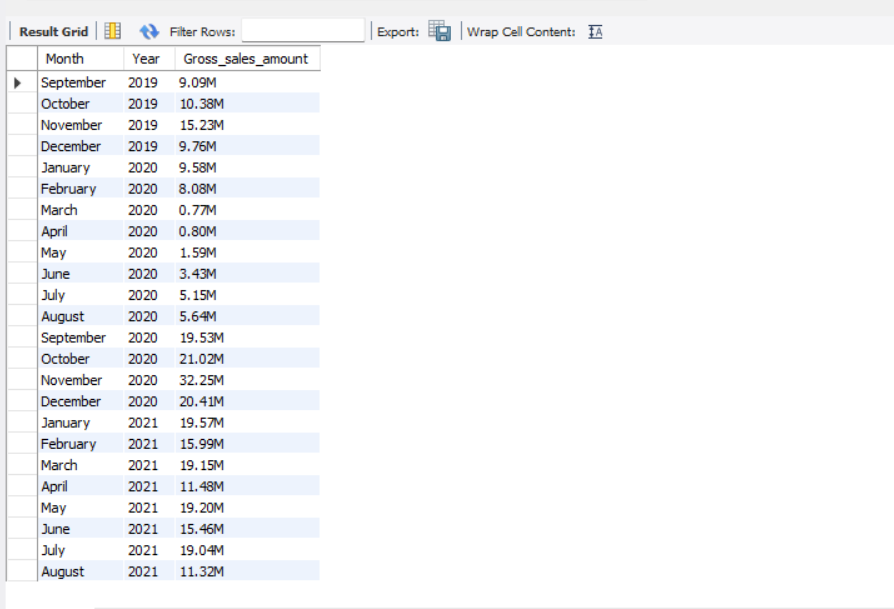 Result Grid Filter Rows: Export: Wrap Cell Content: IA
Month Year Gross_sales_amount
September 2019 9.09M
October 2019 10.38M
November 2019 15.23M
December 2019 9.76M
January 2020 9.58M
February 2020 8.08M
March 2020 0.77M
April 2020 0.80M
May 2020 1.59M
June 2020 3.43M
July 2020 5.15M
August 2020 5.64M
September 2020 19.53M
October 2020 21.02M
November 2020 32.25M
December 2020 20.41M
January 2021 19.57M
February 2021 15.99M
March 2021 19.15M
April 2021 11.48M
May 2021 19.20M
June 2021 15.46M
July 2021 19.04M
August 2021 11.32M